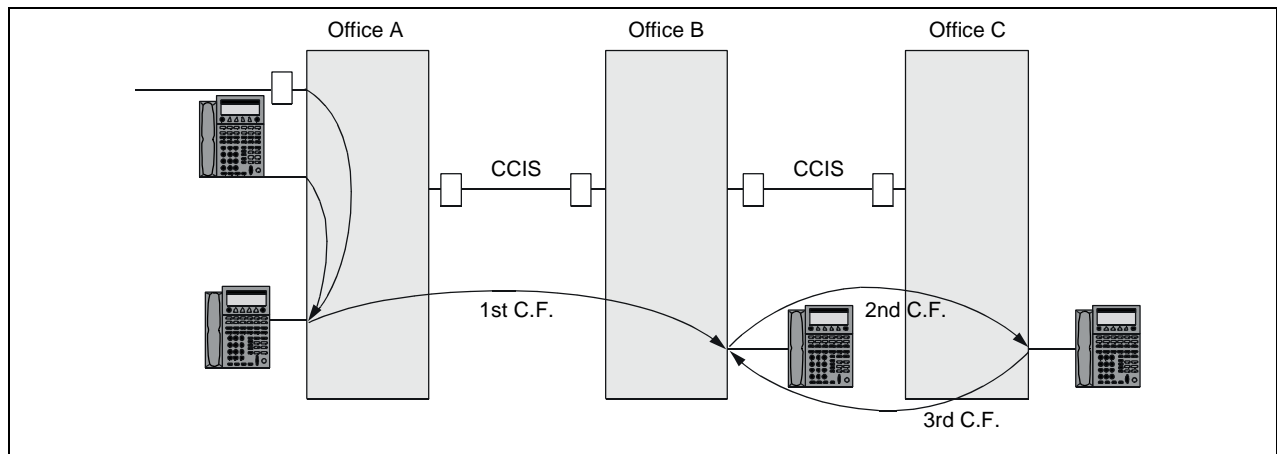 Office A
Office B
Office C
CCIS
CCIS
1st C.F.
2nd C.F.
3rd C.F.